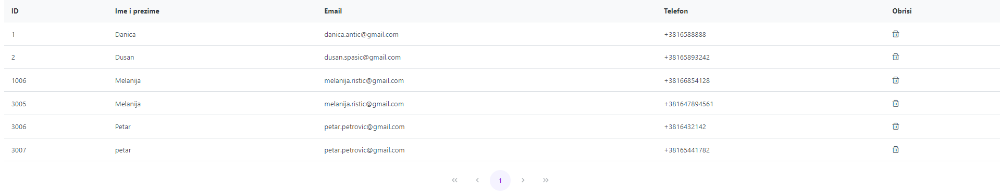 ID Ime i prezime Email Telefon Obrisi
1 Danica danica.antic@gmail.com +3816588888
2 Dusan dusan.spasic@gmail.com +38165893242
1006 Melanija melanija.ristic@gmail.com +38166854128
3005 Melanija melanija.ristic@gmail.com +381647894561
3006 Petar petar.petrovic@gmail.com +3816432142
3007 petar petar.petrovic@gmail.com +38165441782
1